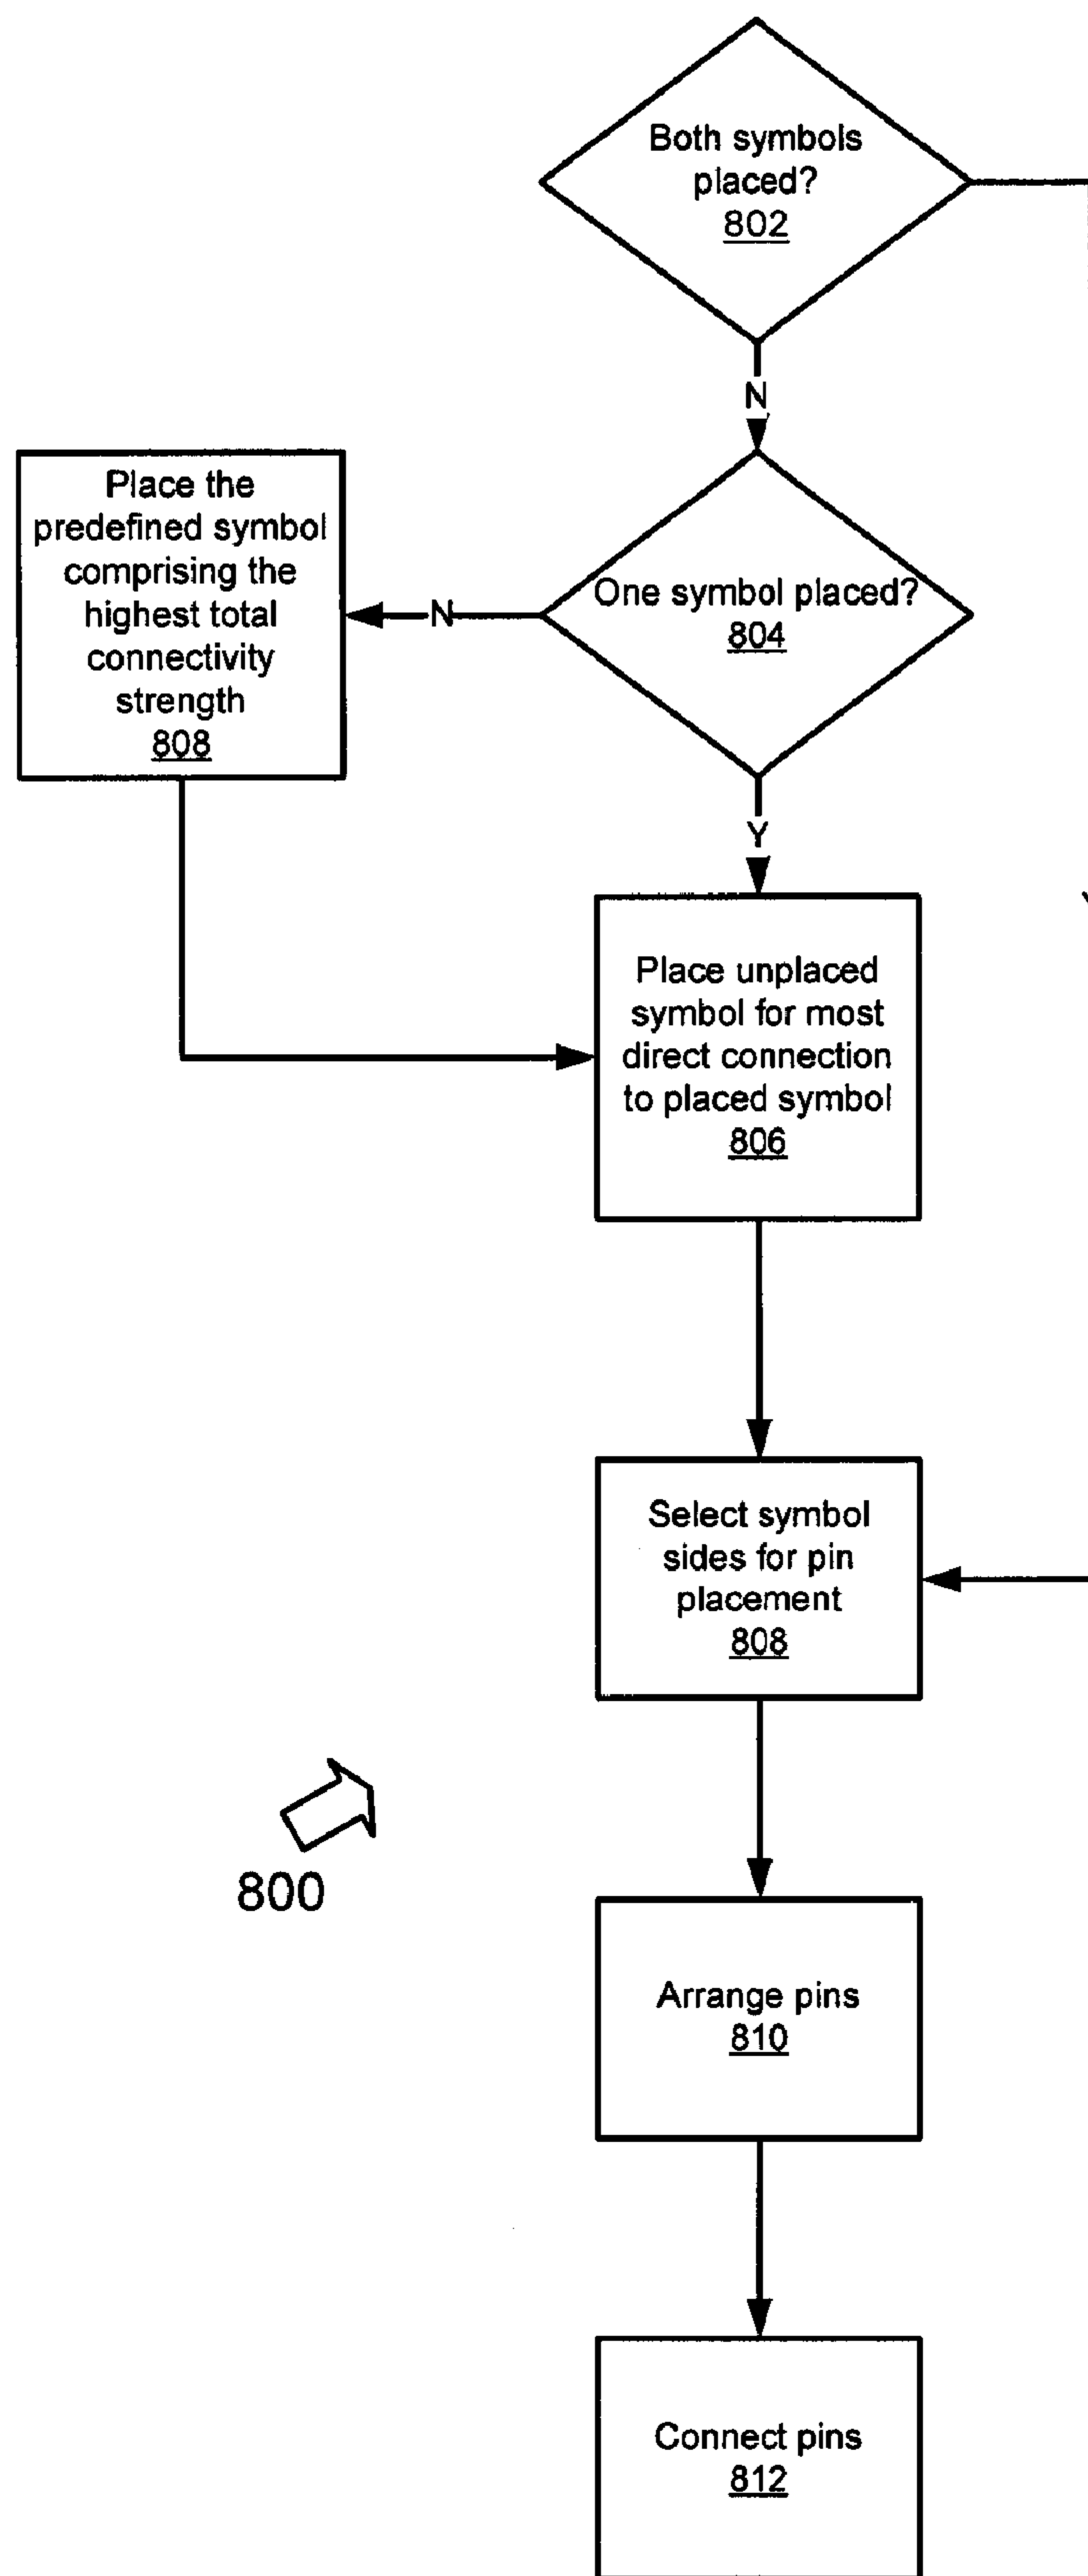 Both symbols
placed?
802
N
One symbol placed?
804
N
Place the
predefined symbol
comprising the
highest total
connectivity
strength
808
Y
Place unplaced
symbol for most
direct connection
to placed symbol
806
Select symbol
sides for pin
placement
808
800
Arrange pins
810
Connect pins
812